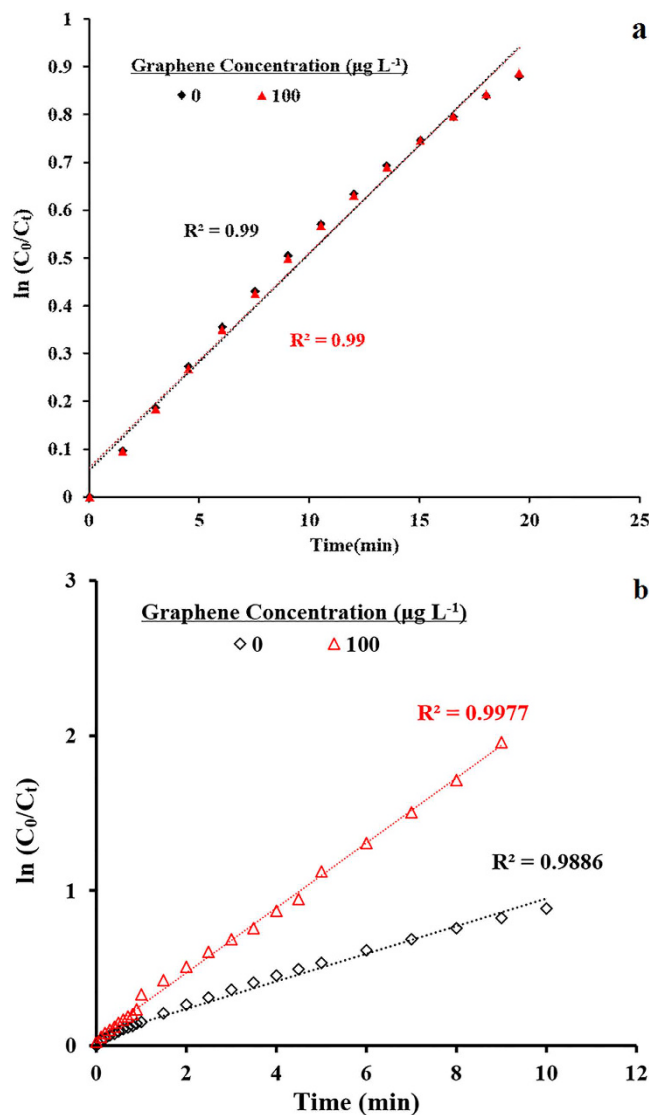 a
1
0.9
0.8
0.7
0.6
0.5
0.4
0.3
0.2
0.1
0
ln (C₀/Cₜ)
Graphene Concentration (µg L⁻¹)
0 100
R² = 0.99
R² = 0.99
0 5 10 15 20 25
Time(min)
b
3
2
1
0
ln (C₀/Cₜ)
Graphene Concentration (µg L⁻¹)
0 100
R² = 0.9977
R² = 0.9886
0 2 4 6 8 10 12
Time (min)